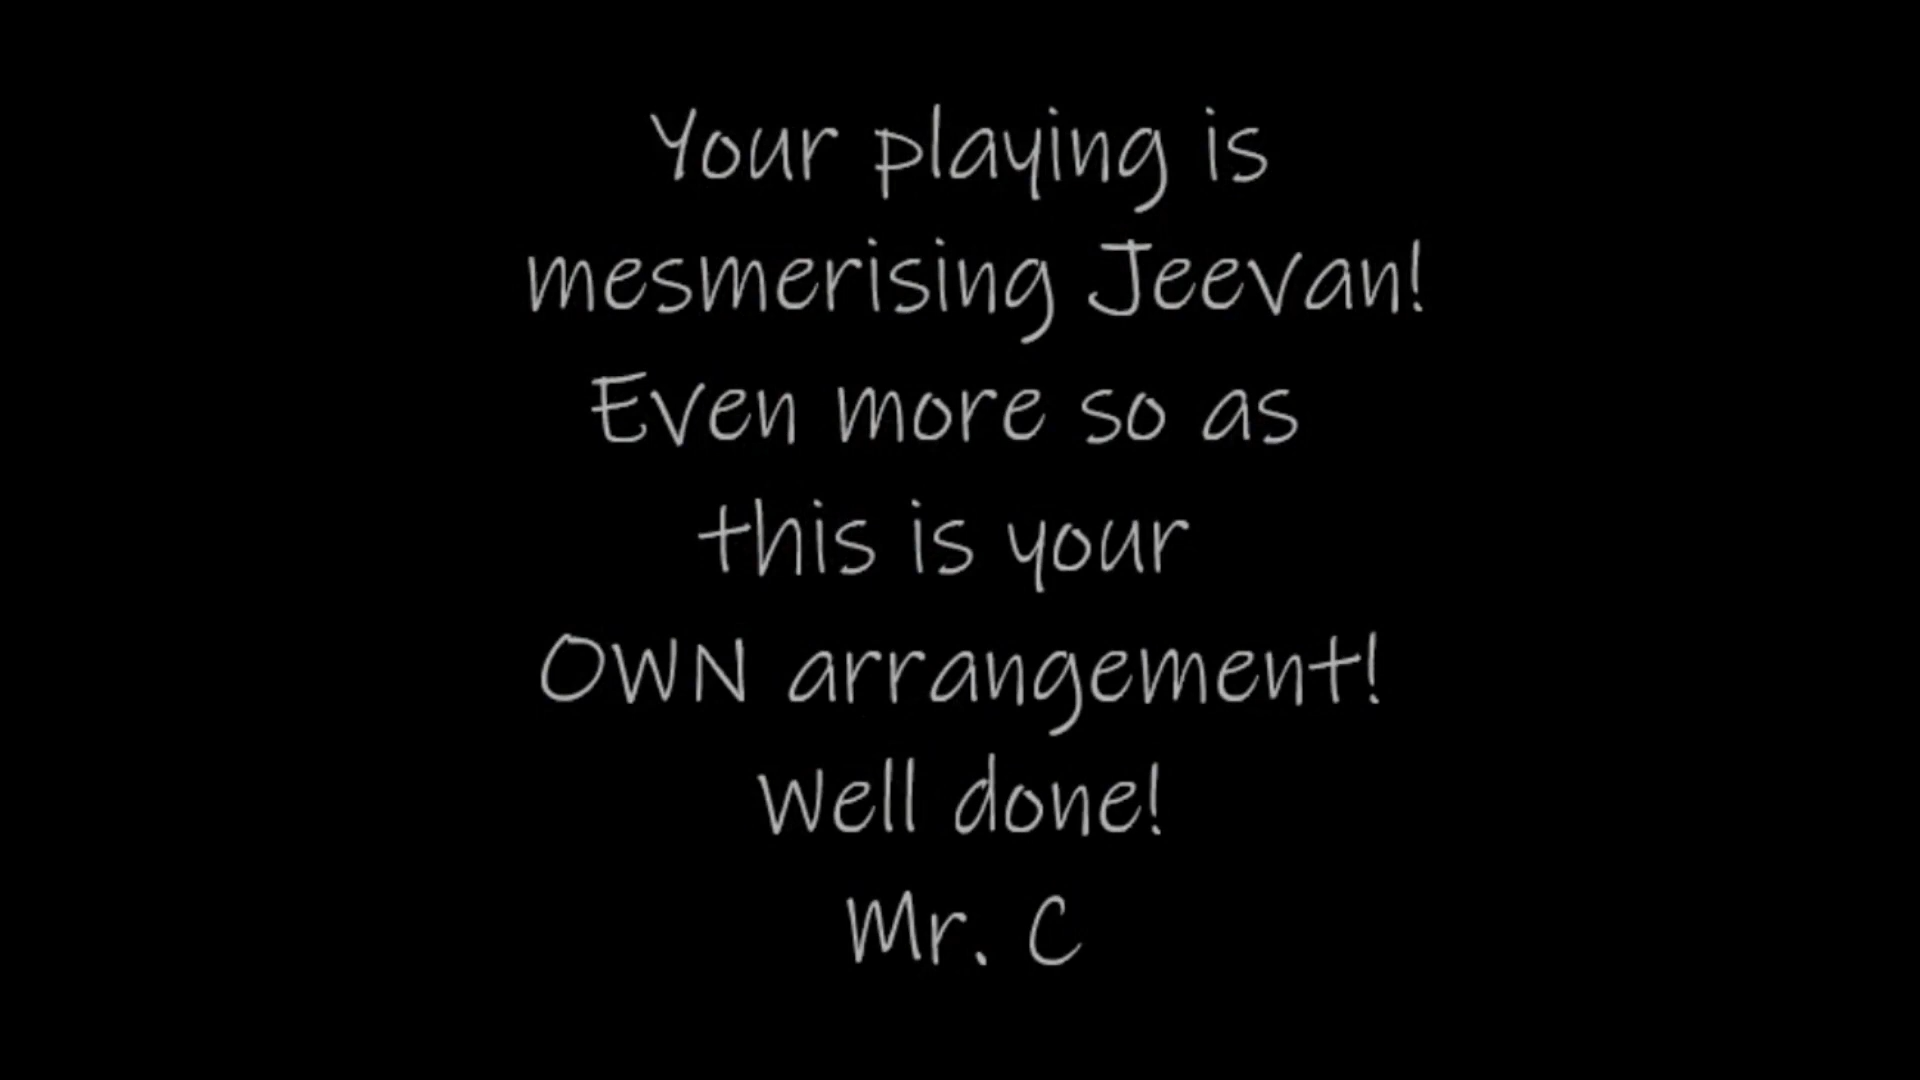 Your playing is
mesmerising Jeevan!
Even more so as
this is your
OWN arrangement!
Well done!
Mr. C